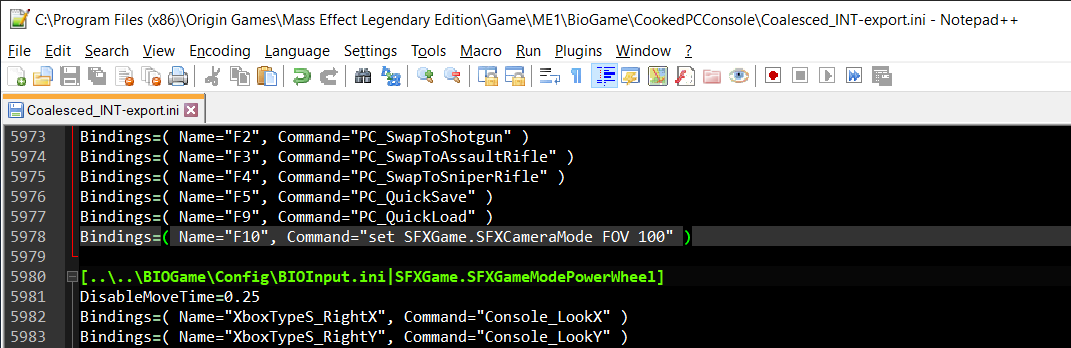 C:\Program Files (x86)\Origin Games\Mass Effect Legendary Edition\Game\ME1\BioGame\CookedPCConsole\Coalesced_INT-export.ini - Notepad++
File Edit Search View Encoding Language Settings Tools Macro Run Plugins Window ?
Coalesced_INT-export.ini
5973 Bindings=( Name="F2", Command="PC_SwapToShotgun" )
5974 Bindings=( Name="F3", Command="PC_SwapToAssaultRifle" )
5975 Bindings=( Name="F4", Command="PC_SwapToSniperRifle" )
5976 Bindings=( Name="F5", Command="PC_QuickSave" )
5977 Bindings=( Name="F9", Command="PC_QuickLoad" )
5978 Bindings=( Name="F10", Command="set SFXGame.SFXCameraMode FOV 100" )
5979
5980 [..\..\BIOGame\Config\BIOInput.ini|SFXGame.SFXGameModePowerWheel]
5981 DisableMoveTime=0.25
5982 Bindings=( Name="XboxTypeS_RightX", Command="Console_LookX" )
5983 Bindings=( Name="XboxTypeS_RightY", Command="Console_LookY" )